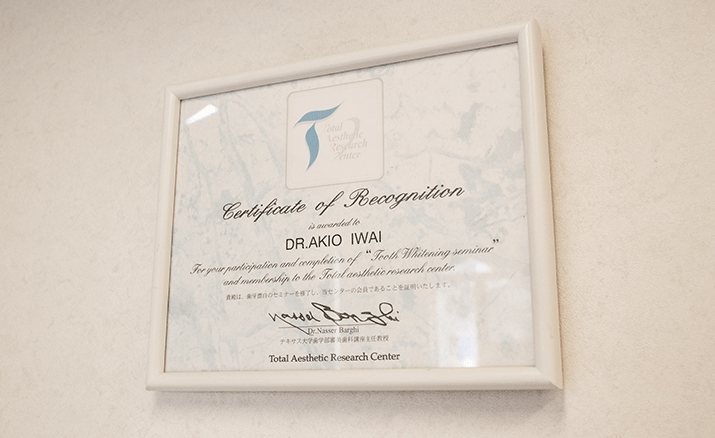 Total
Aesthetic
Research
Center
Certificate of Recognition
is awarded to
DR.AKIO IWAI
For your participation and completion of "Tooth Whitening seminar"
and membership to the Total aesthetic research center.
貴殿は、歯牙漂白のセミナーを修了し、当センターの会員であることを証明いたします。
Nasser Barghi
Dr.Nasser Barghi
テキサス大学歯学部審美歯科講座主任教授
Total Aesthetic Research Center